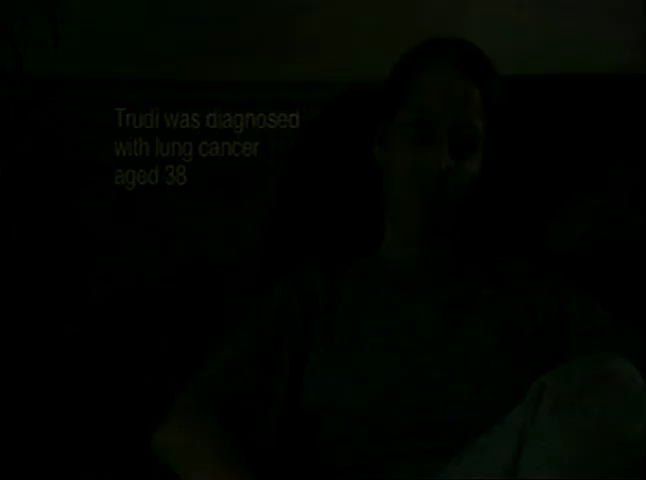 Trudi was diagnosed
with lung cancer
aged 38